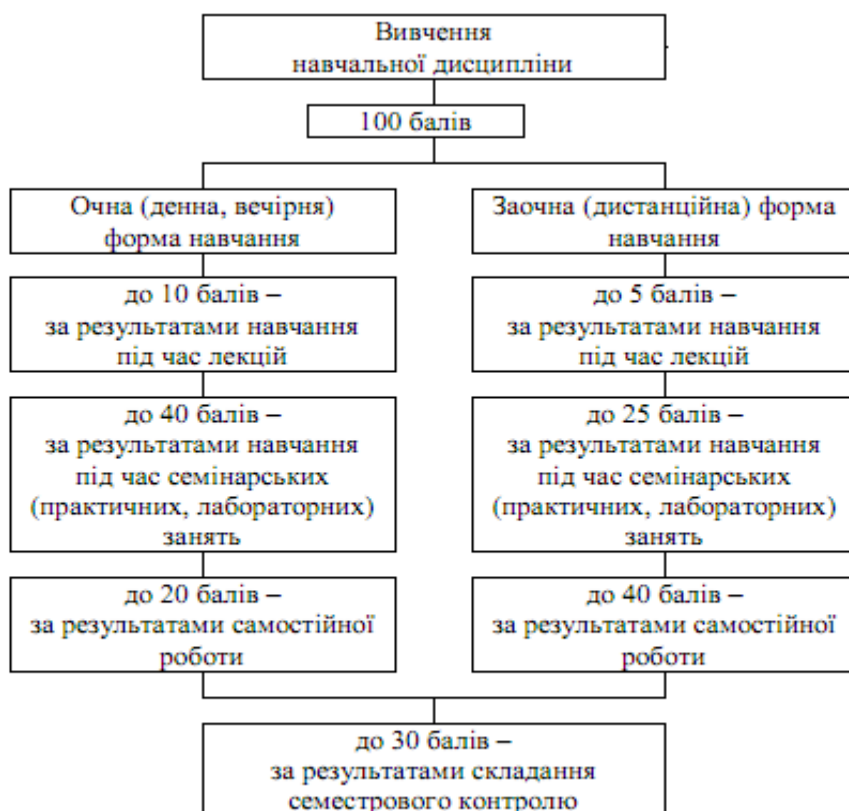 Вивчення
навчальної дисципліни
100 балів
Очна (денна, вечірня)
форма навчання
до 10 балів –
за результатами навчання
під час лекцій
до 40 балів –
за результатами навчання
під час семінарських
(практичних, лабораторних)
занять
до 20 балів –
за результатами самостійної
роботи
Заочна (дистанційна) форма
навчання
до 5 балів –
за результатами навчання
під час лекцій
до 25 балів –
за результатами навчання
під час семінарських
(практичних, лабораторних)
занять
до 40 балів –
за результатами самостійної
роботи
до 30 балів –
за результатами складання
семестрового контролю